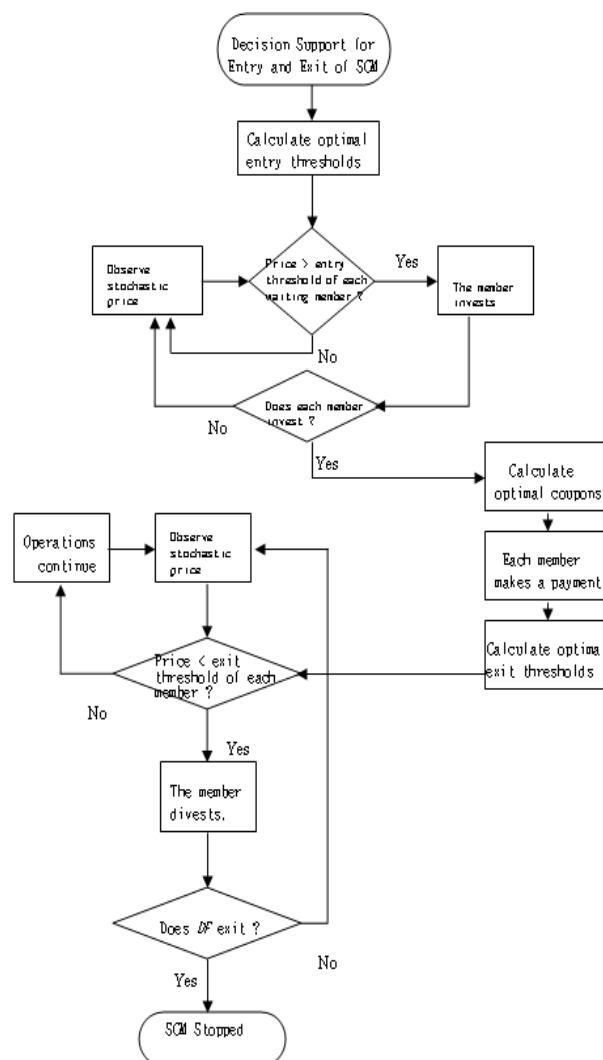 Decision Support for
Entry and Exit of SCM
Calculate optimal
entry thresholds
Price > entry
threshold of each
waiting member ?
Yes
Observe
stochastic
price
The member
invests
No
Does each member
invest ?
No
Yes
Calculate
optimal coupons
Each member
makes a payment
Calculate optima
exit thresholds
Operations
continue
Observe
stochastic
price
Price < exit
threshold of each
member ?
No
Yes
The member
divests.
Does DF exit ?
No
Yes
SCM Stopped